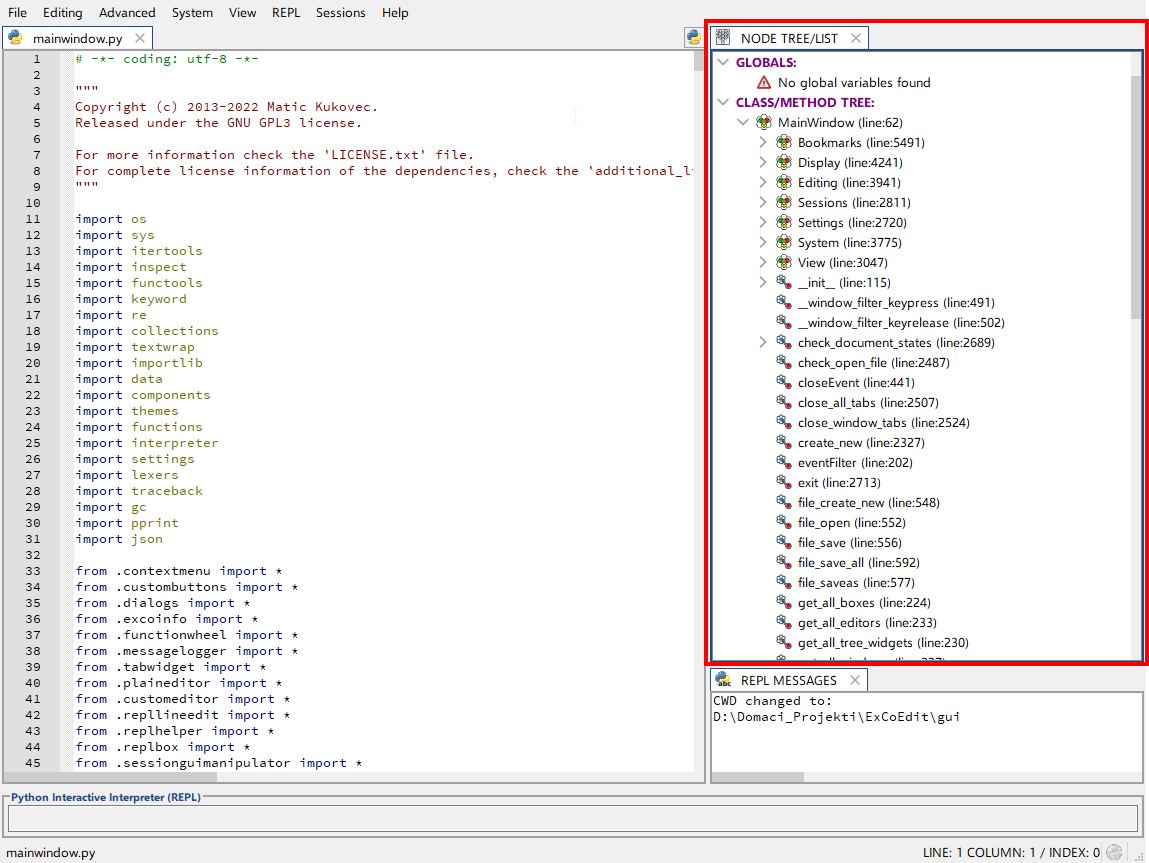 File Editing Advanced System View REPL Sessions Help
mainwindow.py
1 # -*- coding: utf-8 -*-
2
3 """
4 Copyright (c) 2013-2022 Matic Kukovec.
5 Released under the GNU GPL3 license.
6
7 For more information check the 'LICENSE.txt' file.
8 For complete license information of the dependencies, check the 'additional_li
9 """
10
11 import os
12 import sys
13 import itertools
14 import inspect
15 import functools
16 import keyword
17 import re
18 import collections
19 import textwrap
20 import importlib
21 import data
22 import components
23 import themes
24 import functions
25 import interpreter
26 import settings
27 import lexers
28 import traceback
29 import gc
30 import pprint
31 import json
32
33 from .contextmenu import *
34 from .custombuttons import *
35 from .dialogs import *
36 from .excoinfo import *
37 from .functionwheel import *
38 from .messagelogger import *
39 from .tabwidget import *
40 from .plaineditor import *
41 from .customeditor import *
42 from .repllineedit import *
43 from .replhelper import *
44 from .replbox import *
45 from .sessionguimanipulator import *
NODE TREE/LIST
GLOBALS:
No global variables found
CLASS/METHOD TREE:
MainWindow (line:62)
Bookmarks (line:5491)
Display (line:4241)
Editing (line:3941)
Sessions (line:2811)
Settings (line:2720)
System (line:3775)
View (line:3047)
__init__ (line:115)
__window_filter_keypress (line:491)
__window_filter_keyrelease (line:502)
check_document_states (line:2689)
check_open_file (line:2487)
closeEvent (line:441)
close_all_tabs (line:2507)
close_window_tabs (line:2524)
create_new (line:2327)
eventFilter (line:202)
exit (line:2713)
file_create_new (line:548)
file_open (line:552)
file_save (line:556)
file_save_all (line:592)
file_saveas (line:577)
get_all_boxes (line:224)
get_all_editors (line:233)
get_all_tree_widgets (line:230)
REPL MESSAGES
CWD changed to:
D:\Domaci_Projekti\ExCoEdit\gui
Python Interactive Interpreter (REPL)
mainwindow.py
LINE: 1 COLUMN: 1 / INDEX: 0